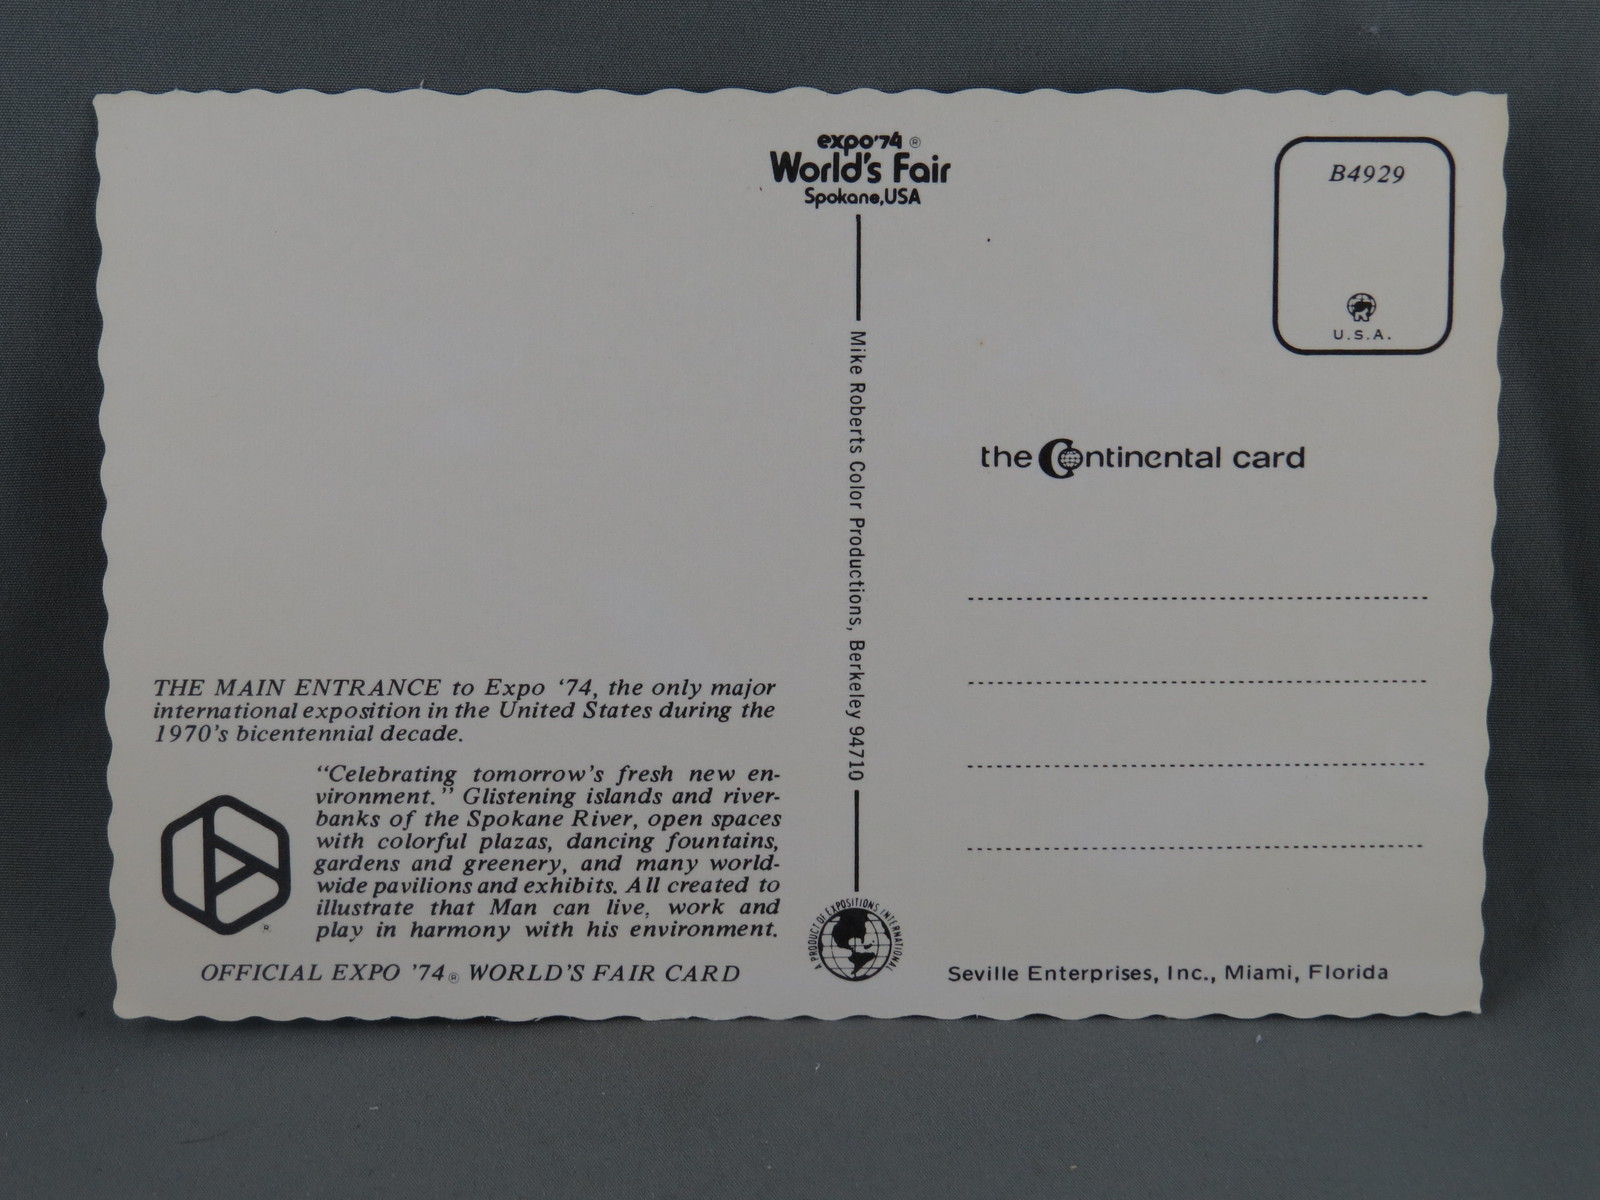 expo'74 ®
World's Fair
Spokane,USA
B4929
U.S.A.
Mike Roberts Color Productions, Berkeley 94710
the Continental card
THE MAIN ENTRANCE to Expo ‘74, the only major
international exposition in the United States during the
1970’s bicentennial decade.
“Celebrating tomorrow’s fresh new en-
vironment.” Glistening islands and river-
banks of the Spokane River, open spaces
with colorful plazas, dancing fountains,
gardens and greenery, and many world-
wide pavilions and exhibits. All created to
illustrate that Man can live, work and
play in harmony with his environment.
®
OFFICIAL EXPO ’74® WORLD’S FAIR CARD
A PRODUCT OF EXPOSITIONS INTERNATIONAL
Seville Enterprises, Inc., Miami, Florida